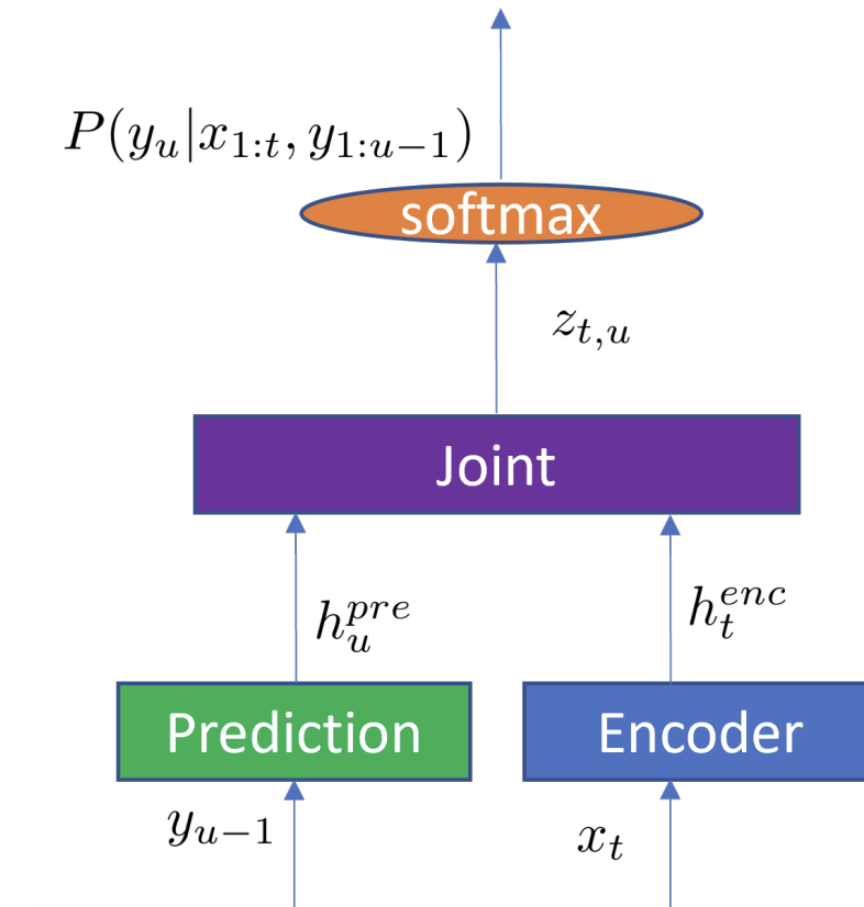 P(y_u|x_{1:t}, y_{1:u-1})
softmax
z_{t,u}
Joint
h_u^{pre} h_t^{enc}
Prediction Encoder
y_{u-1} x_t